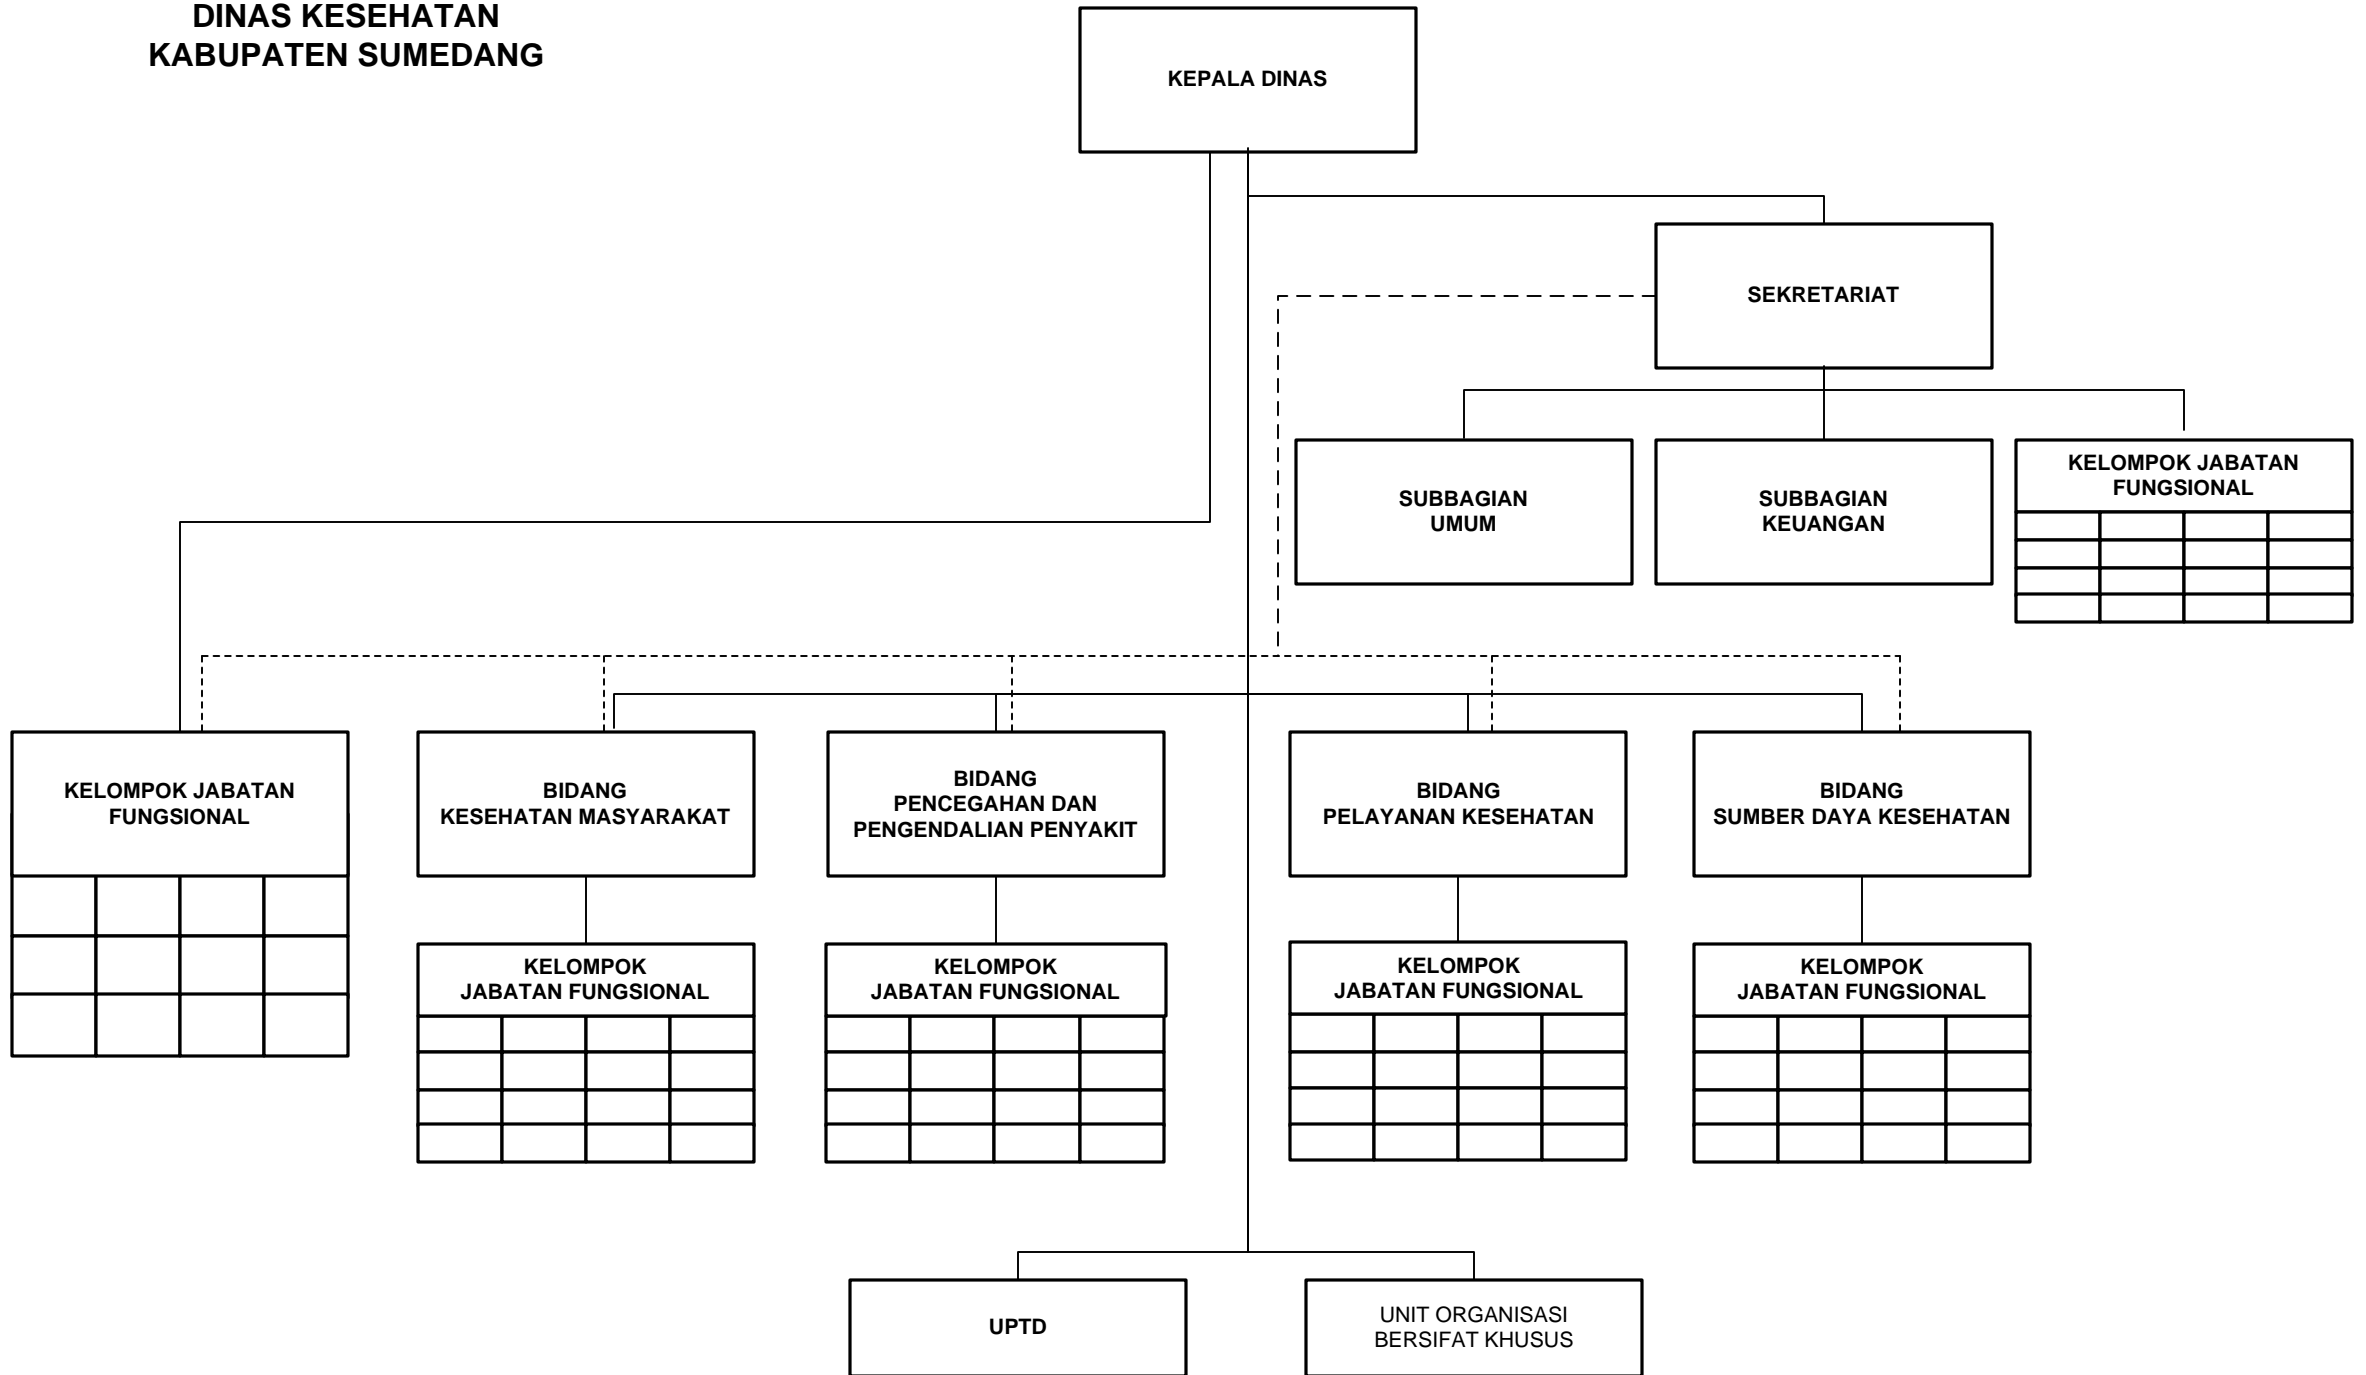 DINAS KESEHATAN
KABUPATEN SUMEDANG
KEPALA DINAS
SEKRETARIAT
SUBBAGIAN
UMUM
SUBBAGIAN
KEUANGAN
KELOMPOK JABATAN
FUNGSIONAL
KELOMPOK JABATAN
FUNGSIONAL
BIDANG
KESEHATAN MASYARAKAT
BIDANG
PENCEGAHAN DAN
PENGENDALIAN PENYAKIT
BIDANG
PELAYANAN KESEHATAN
BIDANG
SUMBER DAYA KESEHATAN
KELOMPOK
JABATAN FUNGSIONAL
KELOMPOK
JABATAN FUNGSIONAL
KELOMPOK
JABATAN FUNGSIONAL
KELOMPOK
JABATAN FUNGSIONAL
UPTD
UNIT ORGANISASI
BERSIFAT KHUSUS